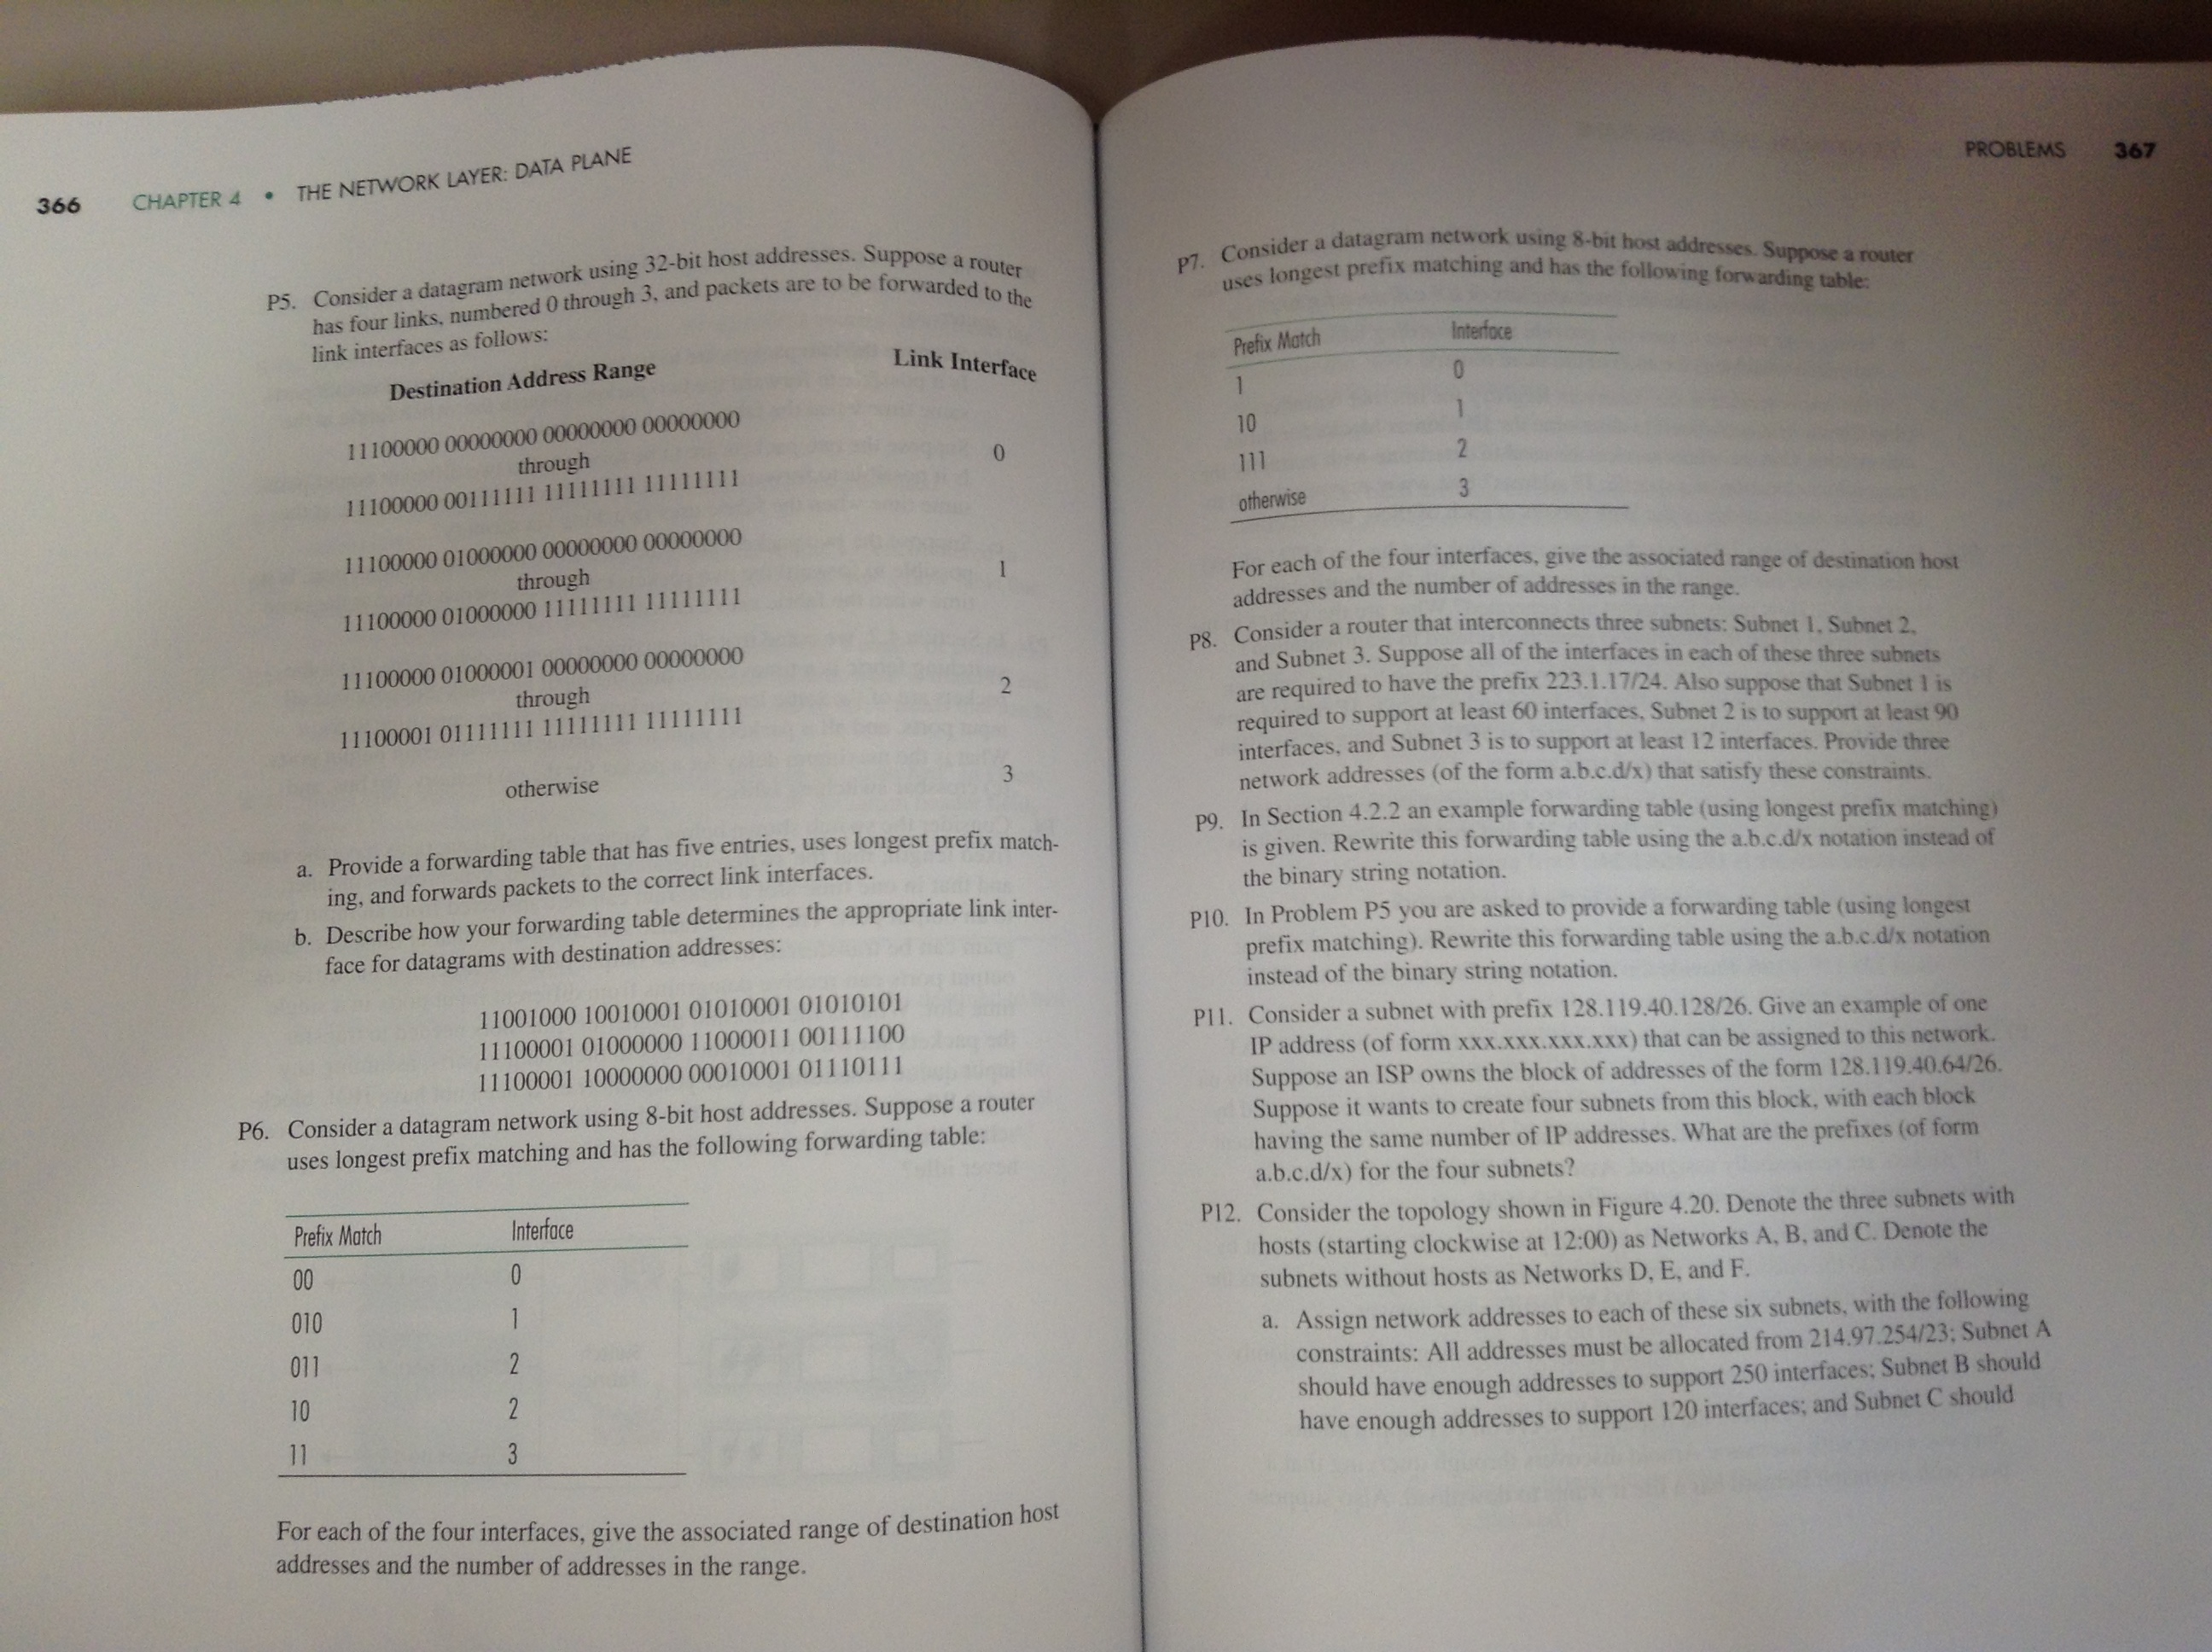 366 CHAPTER 4 • THE NETWORK LAYER: DATA PLANE
P5. Consider a datagram network using 32-bit host addresses. Suppose a router
has four links, numbered 0 through 3, and packets are to be forwarded to the
link interfaces as follows:
Destination Address Range Link Interface
11100000 00000000 00000000 00000000
through 0
11100000 00111111 11111111 11111111
11100000 01000000 00000000 00000000
through 1
11100000 01000000 11111111 11111111
11100000 01000001 00000000 00000000
through 2
11100001 01111111 11111111 11111111
otherwise 3
a. Provide a forwarding table that has five entries, uses longest prefix match-
ing, and forwards packets to the correct link interfaces.
b. Describe how your forwarding table determines the appropriate link inter-
face for datagrams with destination addresses:
11001000 10010001 01010001 01010101
11100001 01000000 11000011 00111100
11100001 10000000 00010001 01110111
P6. Consider a datagram network using 8-bit host addresses. Suppose a router
uses longest prefix matching and has the following forwarding table:
Prefix Match Interface
00 0
010 1
011 2
10 2
11 3
For each of the four interfaces, give the associated range of destination host
addresses and the number of addresses in the range.
PROBLEMS 367
P7. Consider a datagram network using 8-bit host addresses. Suppose a router
uses longest prefix matching and has the following forwarding table:
Prefix Match Interface
1 0
10 1
111 2
otherwise 3
For each of the four interfaces, give the associated range of destination host
addresses and the number of addresses in the range.
P8. Consider a router that interconnects three subnets: Subnet 1, Subnet 2,
and Subnet 3. Suppose all of the interfaces in each of these three subnets
are required to have the prefix 223.1.17/24. Also suppose that Subnet 1 is
required to support at least 60 interfaces, Subnet 2 is to support at least 90
interfaces, and Subnet 3 is to support at least 12 interfaces. Provide three
network addresses (of the form a.b.c.d/x) that satisfy these constraints.
P9. In Section 4.2.2 an example forwarding table (using longest prefix matching)
is given. Rewrite this forwarding table using the a.b.c.d/x notation instead of
the binary string notation.
P10. In Problem P5 you are asked to provide a forwarding table (using longest
prefix matching). Rewrite this forwarding table using the a.b.c.d/x notation
instead of the binary string notation.
P11. Consider a subnet with prefix 128.119.40.128/26. Give an example of one
IP address (of form xxx.xxx.xxx.xxx) that can be assigned to this network.
Suppose an ISP owns the block of addresses of the form 128.119.40.64/26.
Suppose it wants to create four subnets from this block, with each block
having the same number of IP addresses. What are the prefixes (of form
a.b.c.d/x) for the four subnets?
P12. Consider the topology shown in Figure 4.20. Denote the three subnets with
hosts (starting clockwise at 12:00) as Networks A, B, and C. Denote the
subnets without hosts as Networks D, E, and F.
a. Assign network addresses to each of these six subnets, with the following
constraints: All addresses must be allocated from 214.97.254/23; Subnet A
should have enough addresses to support 250 interfaces; Subnet B should
have enough addresses to support 120 interfaces; and Subnet C should